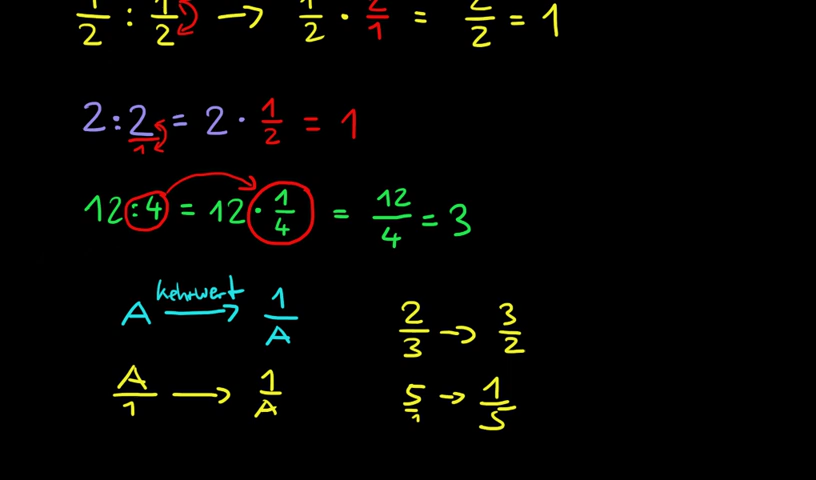 1/2 : 1/2 → 1/2 · 2/1 = 2/2 = 1
2 : 2/1 = 2 · 1/2 = 1
12 : 4 = 12 · 1/4 = 12/4 = 3
A kehrwert → 1/A
2/3 → 3/2
A/1 → 1/A
5/1 → 1/5